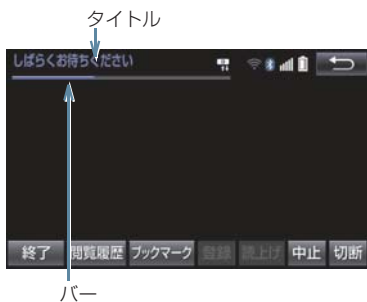 タイトル
しばらくお待ちください
終了 閲覧履歴 ブックマーク 登録 読上げ 中止 切断
バー